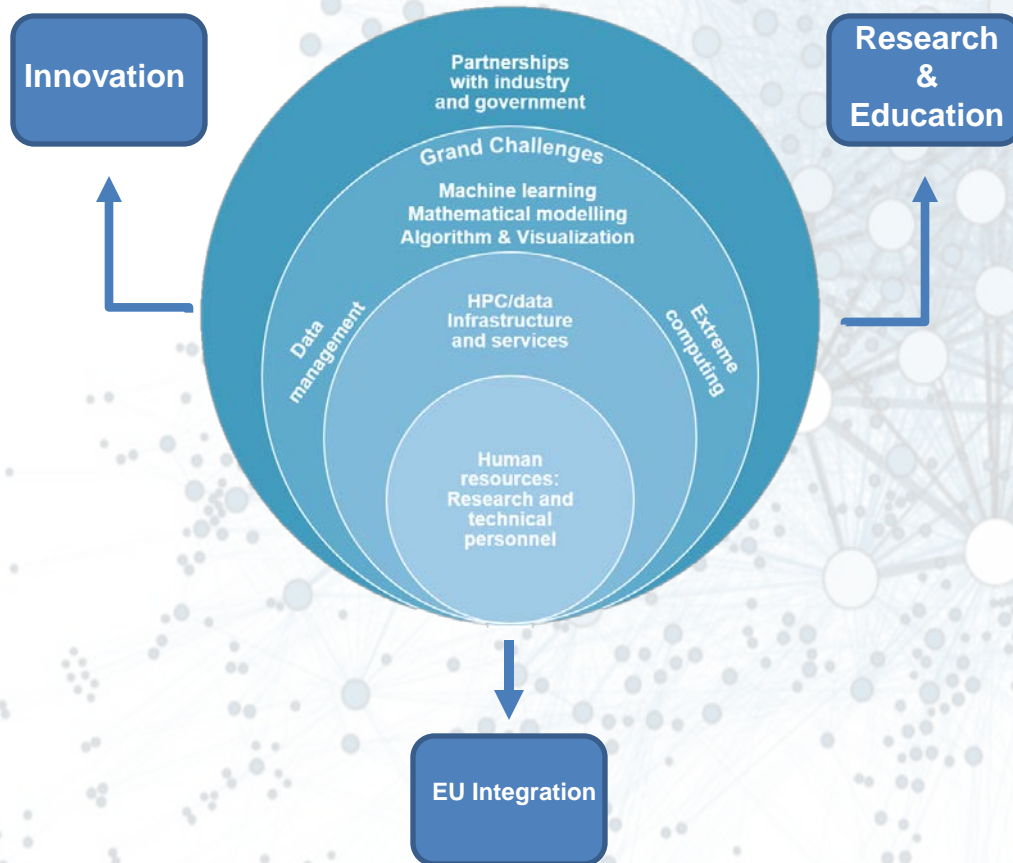 Innovation
Research
&
Education
Partnerships
with industry
and government
Grand Challenges
Machine learning
Mathematical modelling
Algorithm & Visualization
Data
management
HPC/data
Infrastructure
and services
Extreme
computing
Human
resources:
Research and
technical
personnel
EU Integration